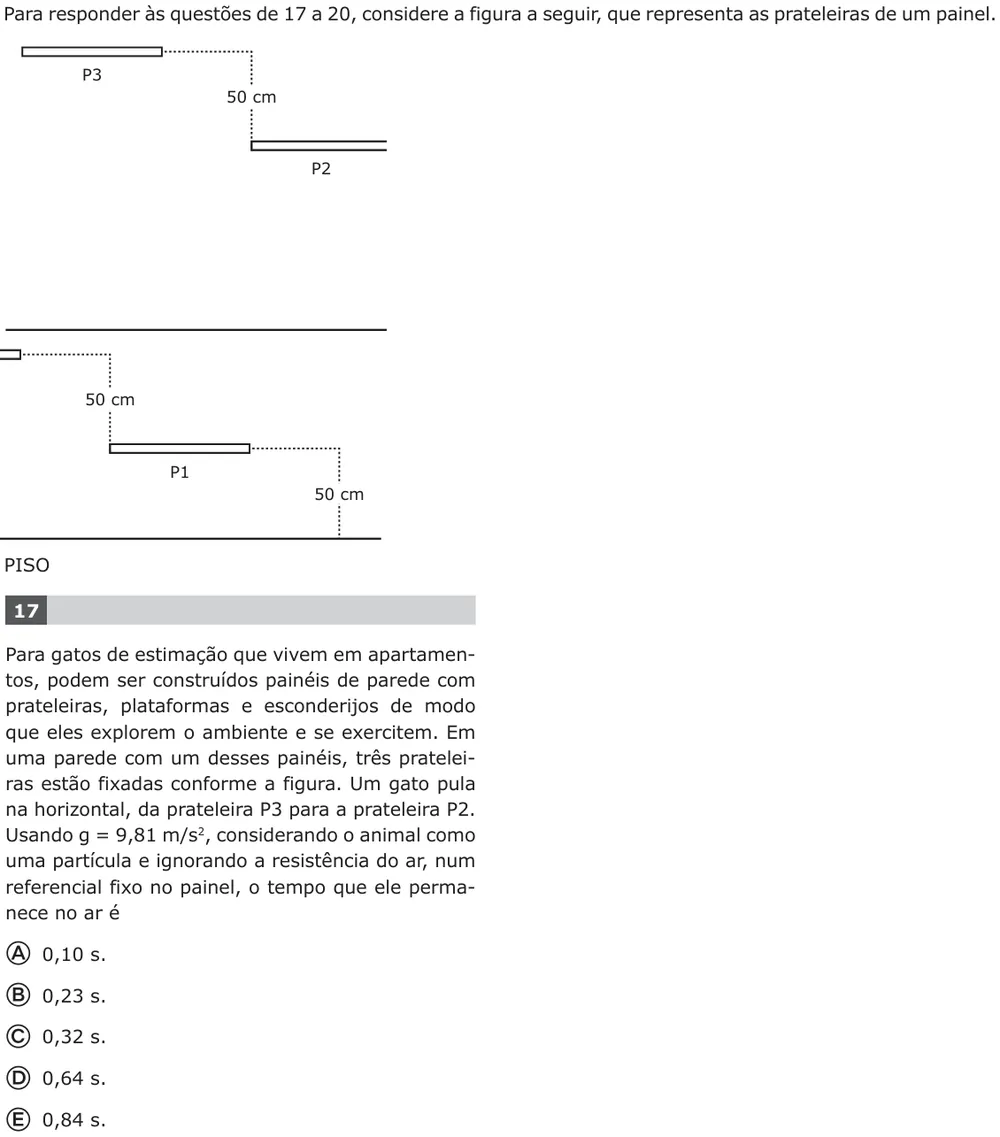 Para responder às questões de 17 a 20, considere a figura a seguir, que representa as prateleiras de um painel.
P3
50 cm
P2
50 cm
P1
50 cm
PISO
17
Para gatos de estimação que vivem em apartamen-
tos, podem ser construídos painéis de parede com
prateleiras, plataformas e esconderijos de modo
que eles explorem o ambiente e se exercitem. Em
uma parede com um desses painéis, três pratelei-
ras estão fixadas conforme a figura. Um gato pula
na horizontal, da prateleira P3 para a prateleira P2.
Usando g = 9,81 m/s², considerando o animal como
uma partícula e ignorando a resistência do ar, num
referencial fixo no painel, o tempo que ele perma-
nece no ar é
A 0,10 s.
B 0,23 s.
C 0,32 s.
D 0,64 s.
E 0,84 s.